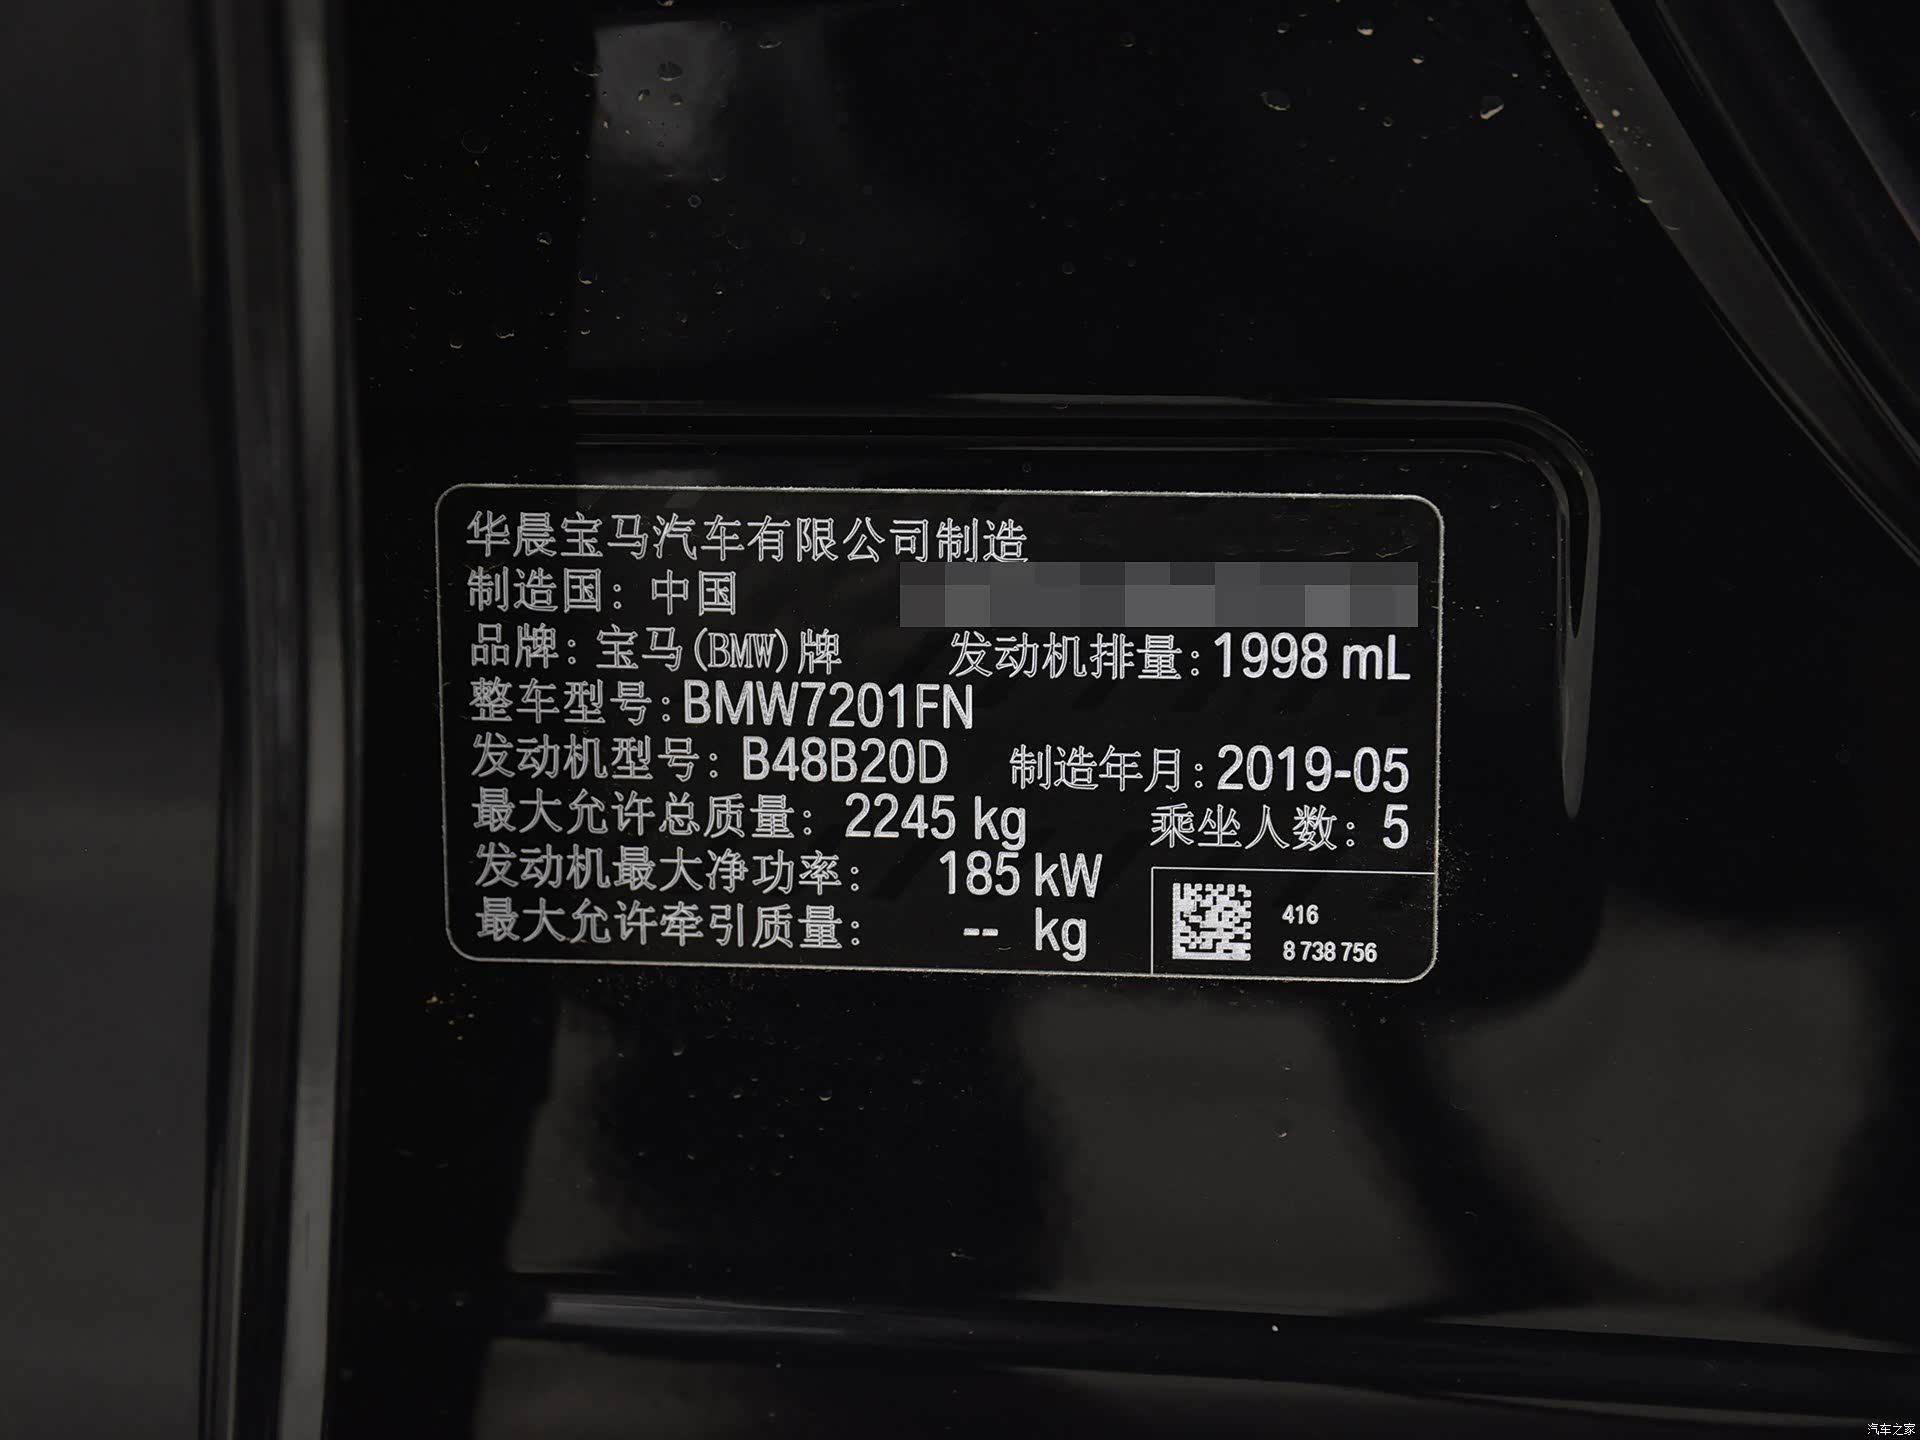 华晨宝马汽车有限公司制造
制造国：中国
品牌：宝马(BMW)牌 发动机排量：1998 mL
整车型号：BMW7201FN
发动机型号：B48B20D 制造年月：2019-05
最大允许总质量：2245 kg 乘坐人数：5
发动机最大净功率：185 kW
最大允许牵引质量：-- kg
416
8 738 756
汽车之家